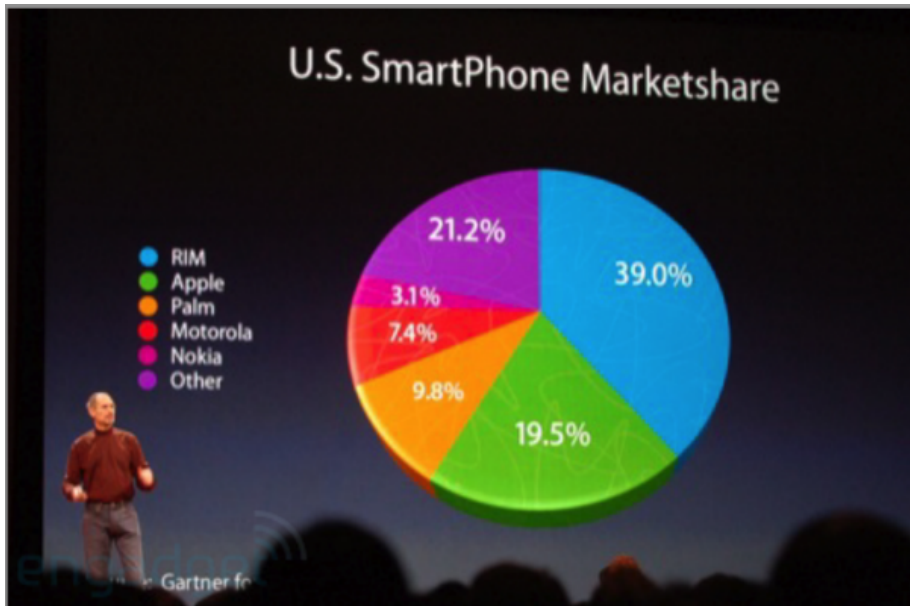 U.S. SmartPhone Marketshare
RIM
Apple
Palm
Motorola
Nokia
Other
21.2%
39.0%
3.1%
7.4%
9.8%
19.5%
engadget
Gartner